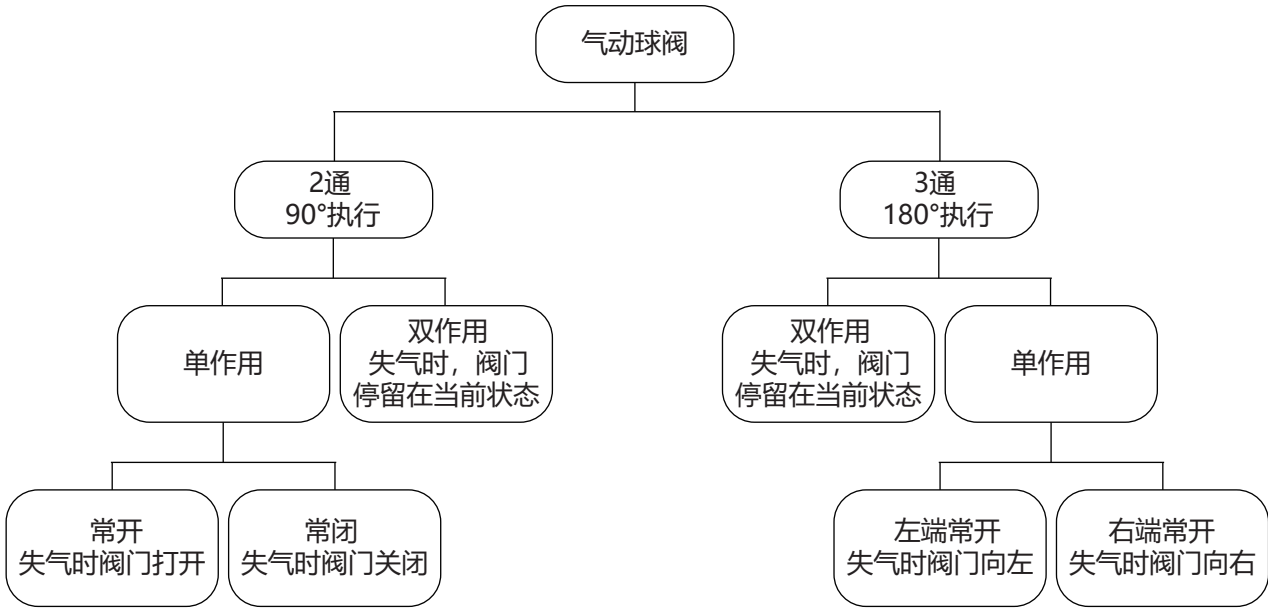 气动球阀
2通
90°执行
3通
180°执行
单作用
双作用
失气时，阀门
停留在当前状态
双作用
失气时，阀门
停留在当前状态
单作用
常开
失气时阀门打开
常闭
失气时阀门关闭
左端常开
失气时阀门向左
右端常开
失气时阀门向右